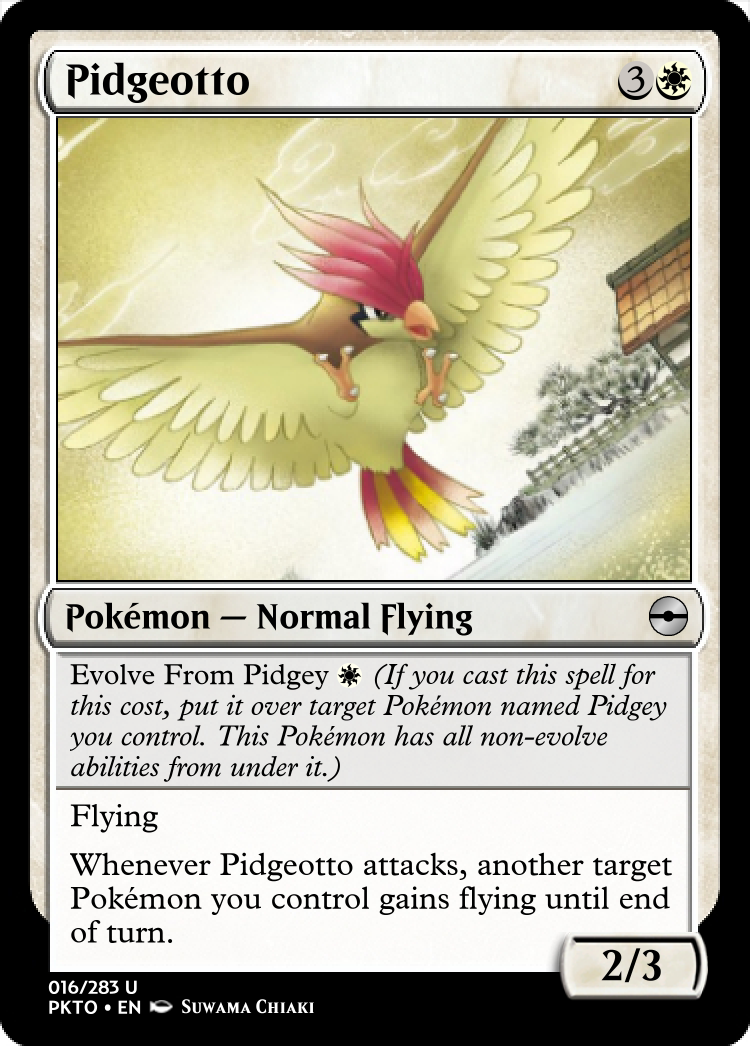 Pidgeotto 3
Pokémon — Normal Flying
Evolve From Pidgey (If you cast this spell for
this cost, put it over target Pokémon named Pidgey
you control. This Pokémon has all non-evolve
abilities from under it.)
Flying
Whenever Pidgeotto attacks, another target
Pokémon you control gains flying until end
of turn.
2/3
016/283 U
PKTO • EN Suwama Chiaki